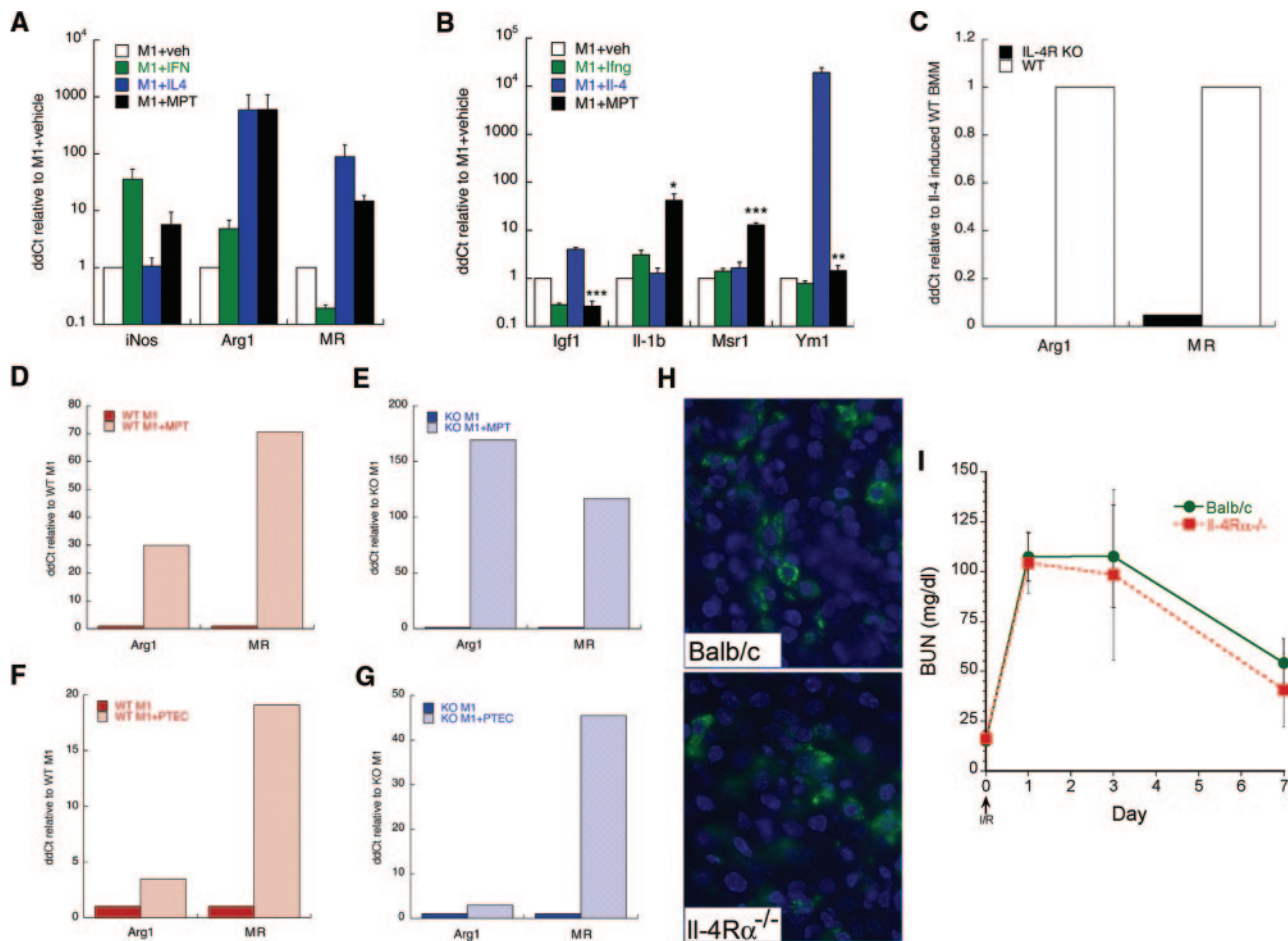 A
ddCt relative to M1+vehicle
10⁴
1000
100
10
1
0.1
M1+veh
M1+IFN
M1+IL4
M1+MPT
iNos Arg1 MR
B
ddCt relative to M1+vehicle
10⁵
10⁴
1000
100
10
1
0.1
M1+veh
M1+Ifng
M1+Il-4
M1+MPT
***
*
***
**
Igf1 Il-1b Msr1 Ym1
C
ddCt relative to Il-4 induced WT BMM
1.2
1
0.8
0.6
0.4
0.2
0
IL-4R KO
WT
Arg1 MR
D
ddCt relative to WT M1
80
70
60
50
40
30
20
10
0
WT M1
WT M1+MPT
Arg1 MR
E
ddCt relative to KO M1
200
150
100
50
0
KO M1
KO M1+MPT
Arg1 MR
F
ddCt relative to WT M1
20
15
10
5
0
WT M1
WT M1+PTEC
Arg1 MR
G
ddCt relative to KO M1
50
40
30
20
10
0
KO M1
KO M1+PTEC
Arg1 MR
H
Balb/c
Il-4Rα-/-
I
BUN (mg/dl)
150
125
100
75
50
25
0
Balb/c
Il-4Rα-/-
0 1 2 3 4 5 6 7
I/R
Day